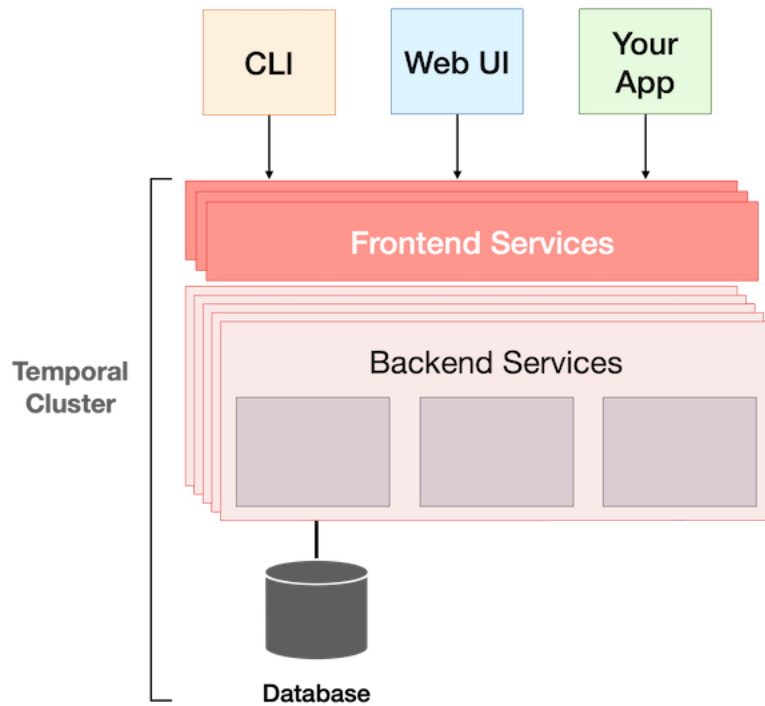 CLI
Web UI
Your
App
Frontend Services
Backend Services
Temporal
Cluster
Database